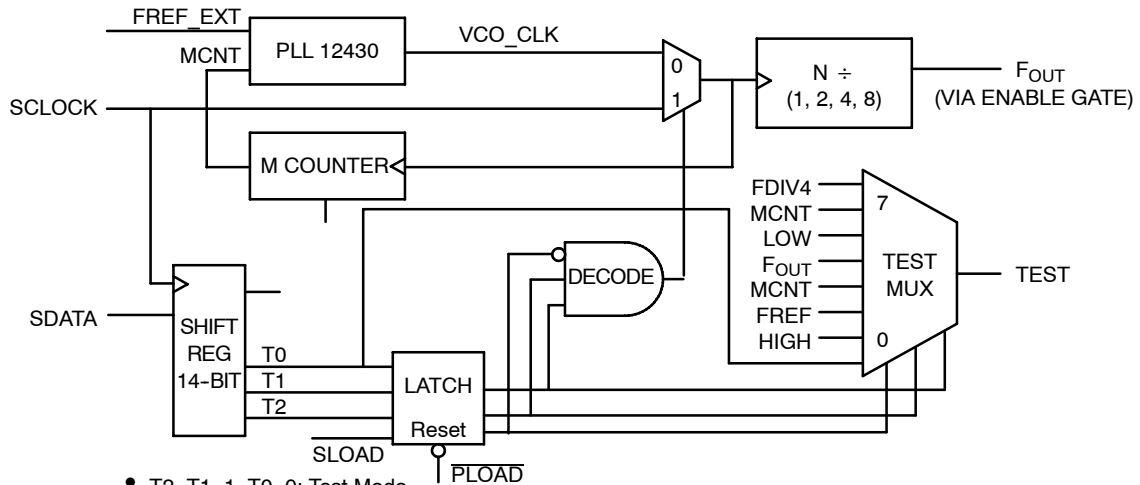 FREF_EXT
MCNT
PLL 12430
VCO_CLK
0
1
N ÷
(1, 2, 4, 8)
FOUT
(VIA ENABLE GATE)
SCLOCK
M COUNTER
FDIV4
MCNT
LOW
FOUT
MCNT
FREF
HIGH
7
TEST
MUX
0
TEST
DECODE
SDATA
SHIFT
REG
14-BIT
T0
T1
T2
LATCH
Reset
SLOAD
PLOAD